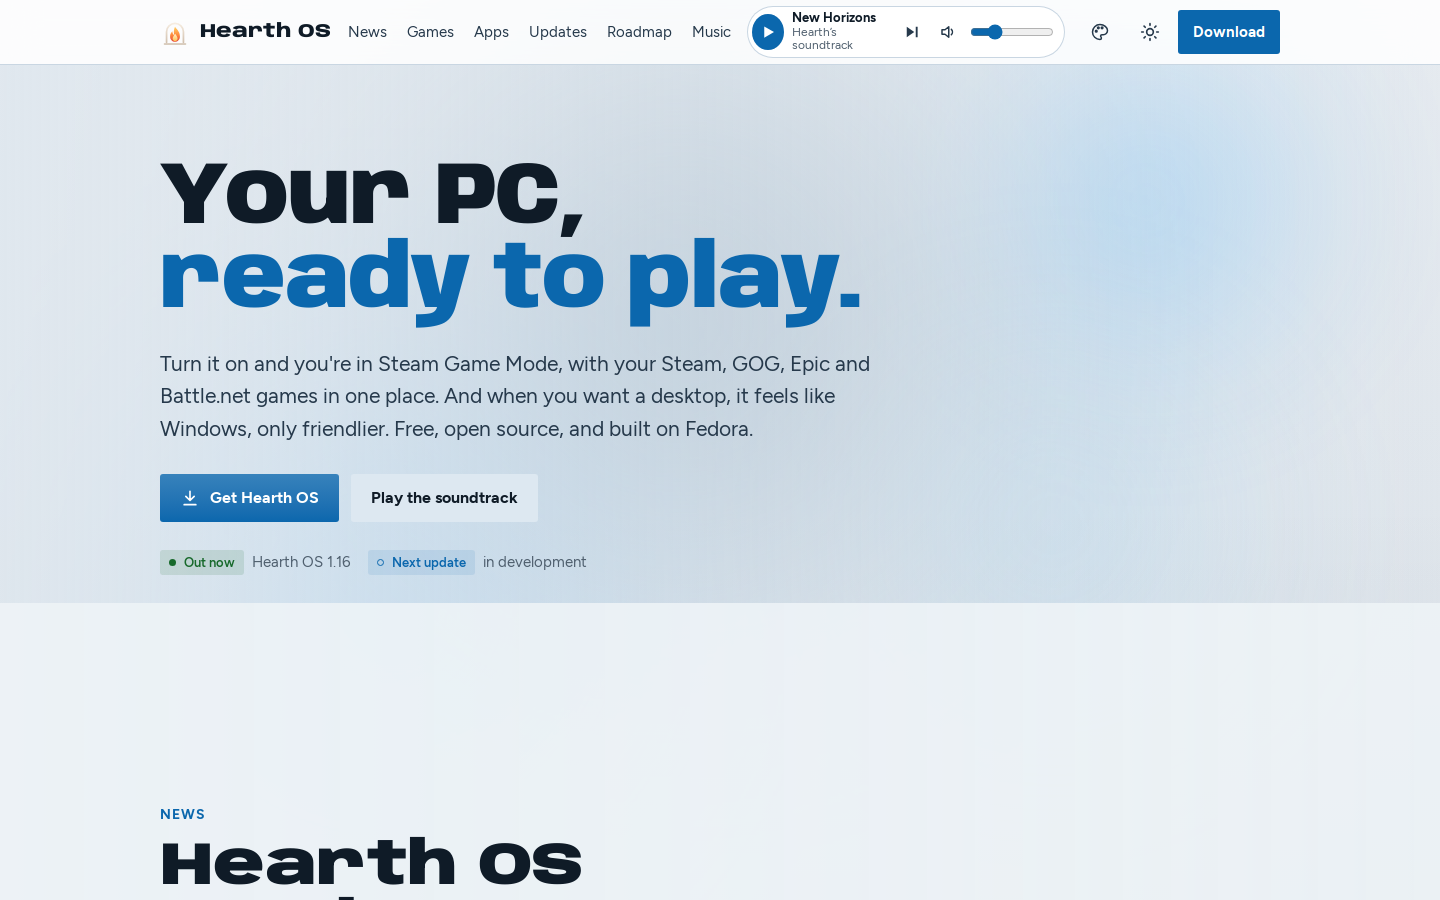 Hearth OS
News
Games
Apps
Updates
Roadmap
Music
New Horizons
Hearth's
soundtrack
Download
Your PC,
ready to play.
Turn it on and you're in Steam Game Mode, with your Steam, GOG, Epic and
Battle.net games in one place. And when you want a desktop, it feels like
Windows, only friendlier. Free, open source, and built on Fedora.
Get Hearth OS
Play the soundtrack
Out now
Hearth OS 1.16
Next update
in development
NEWS
Hearth OS